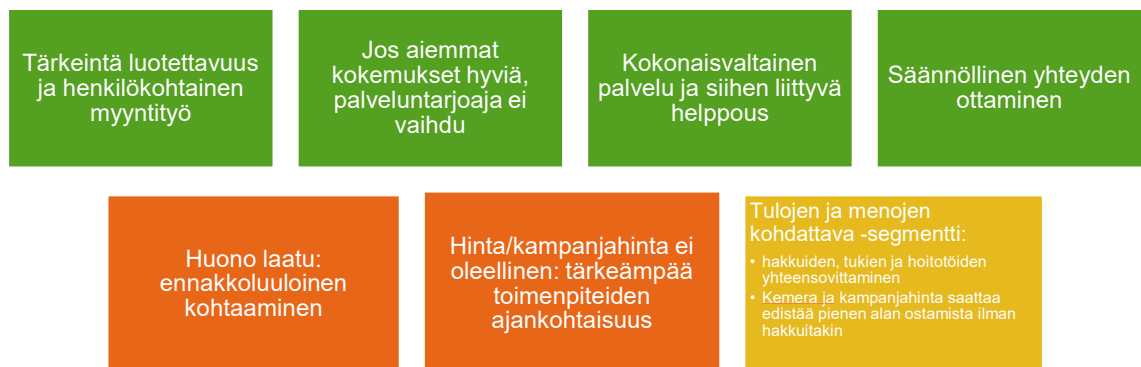 Tärkeintä luotettavuus
ja henkilökohtainen
myyntityö
Jos aiemmat
kokemukset hyviä,
palveluntarjoaja ei
vaihdu
Kokonaisvaltainen
palvelu ja siihen liittyvä
helppous
Säännöllinen yhteyden
ottaminen
Huono laatu:
ennakkoluuloinen
kohtaaminen
Hinta/kampanjahinta ei
oleellinen: tärkeämpää
toimenpiteiden
ajankohtaisuus
Tulojen ja menojen
kohdattava -segmentti:
• hakkuiden, tukien ja hoitotöiden
yhteensovittaminen
• Kemera ja kampanjahinta saattaa
edistää pienen alan ostamista ilman
hakkuitakin